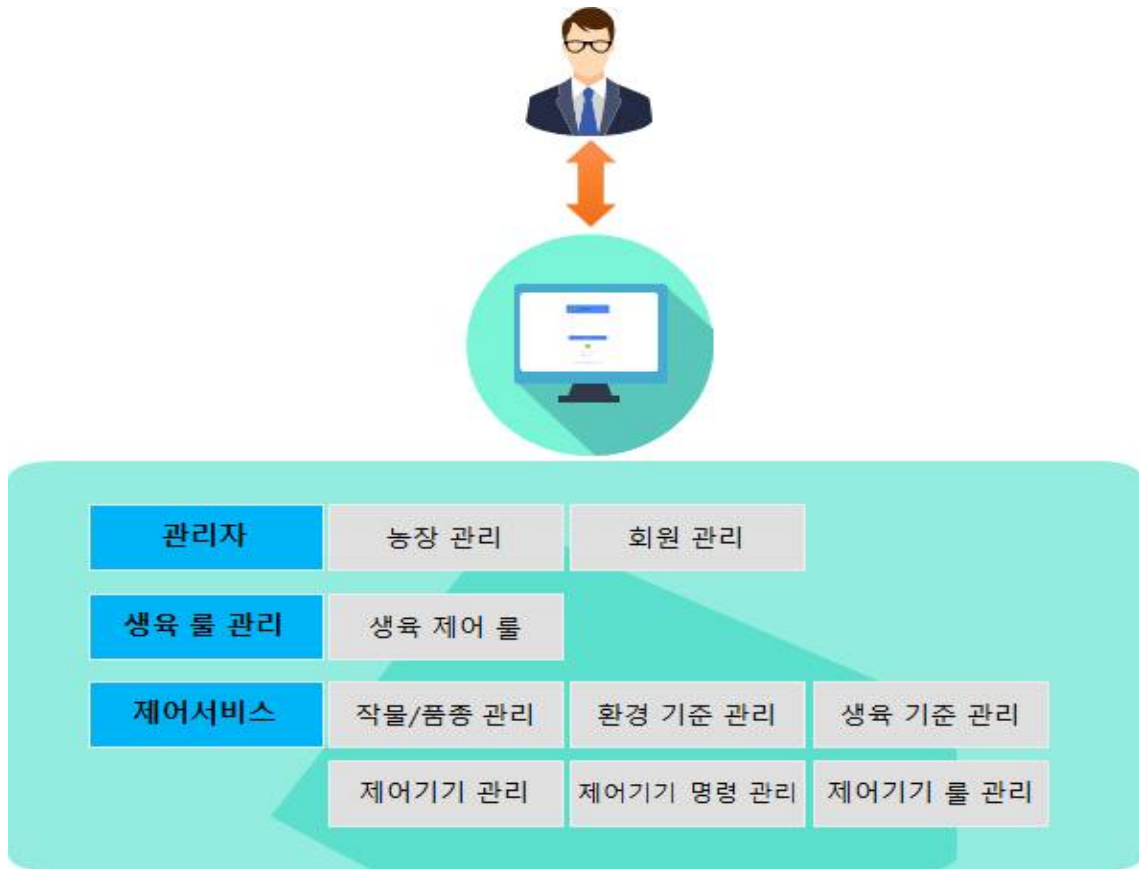 관리자 농장 관리 회원 관리
생육 룰 관리 생육 제어 룰
제어서비스 작물/품종 관리 환경 기준 관리 생육 기준 관리
제어기기 관리 제어기기 명령 관리 제어기기 룰 관리